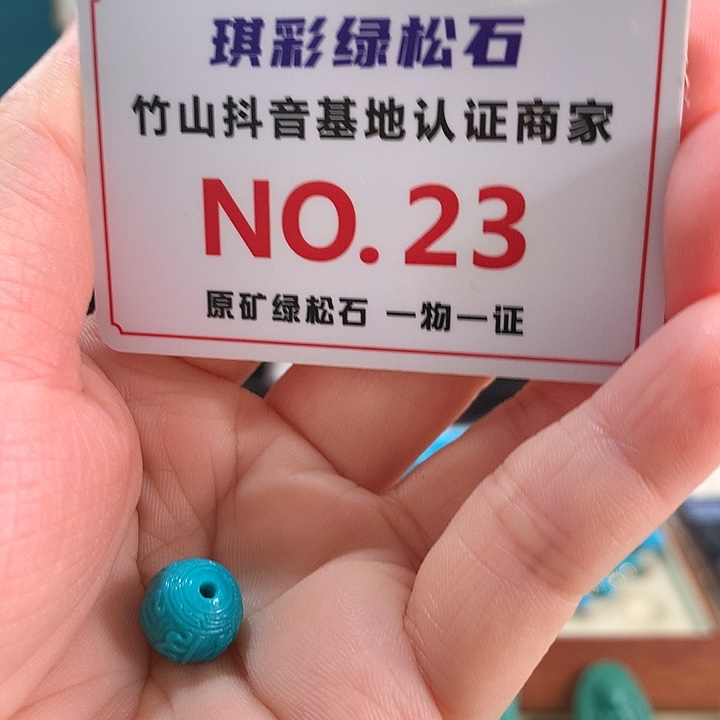 琪彩绿松石
竹山抖音基地认证商家
NO. 23
原矿绿松石 一物一证